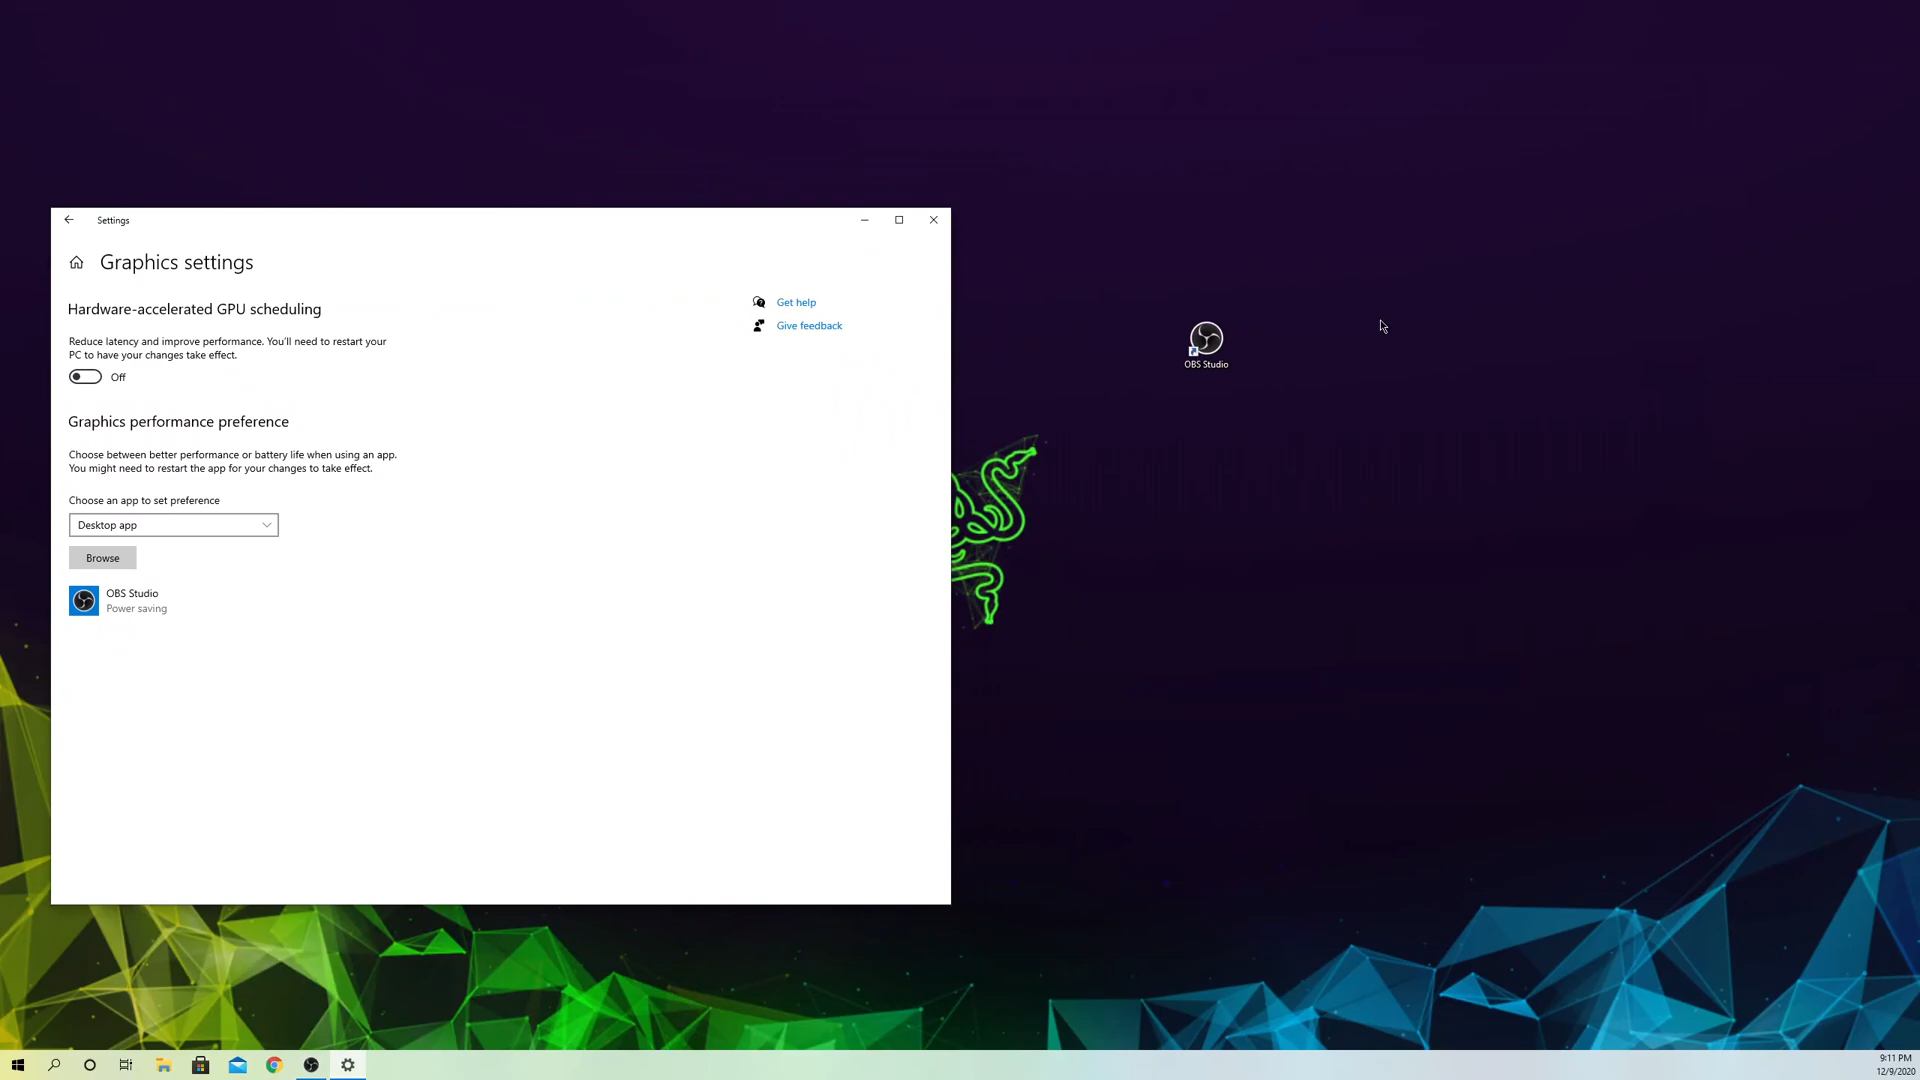 Settings
Graphics settings
Hardware-accelerated GPU scheduling
Reduce latency and improve performance. You'll need to restart your
PC to have your changes take effect.
Off
Graphics performance preference
Choose between better performance or battery life when using an app.
You might need to restart the app for your changes to take effect.
Choose an app to set preference
Desktop app
Browse
OBS Studio
Power saving
Get help
Give feedback
OBS Studio
9:11 PM
12/9/2020